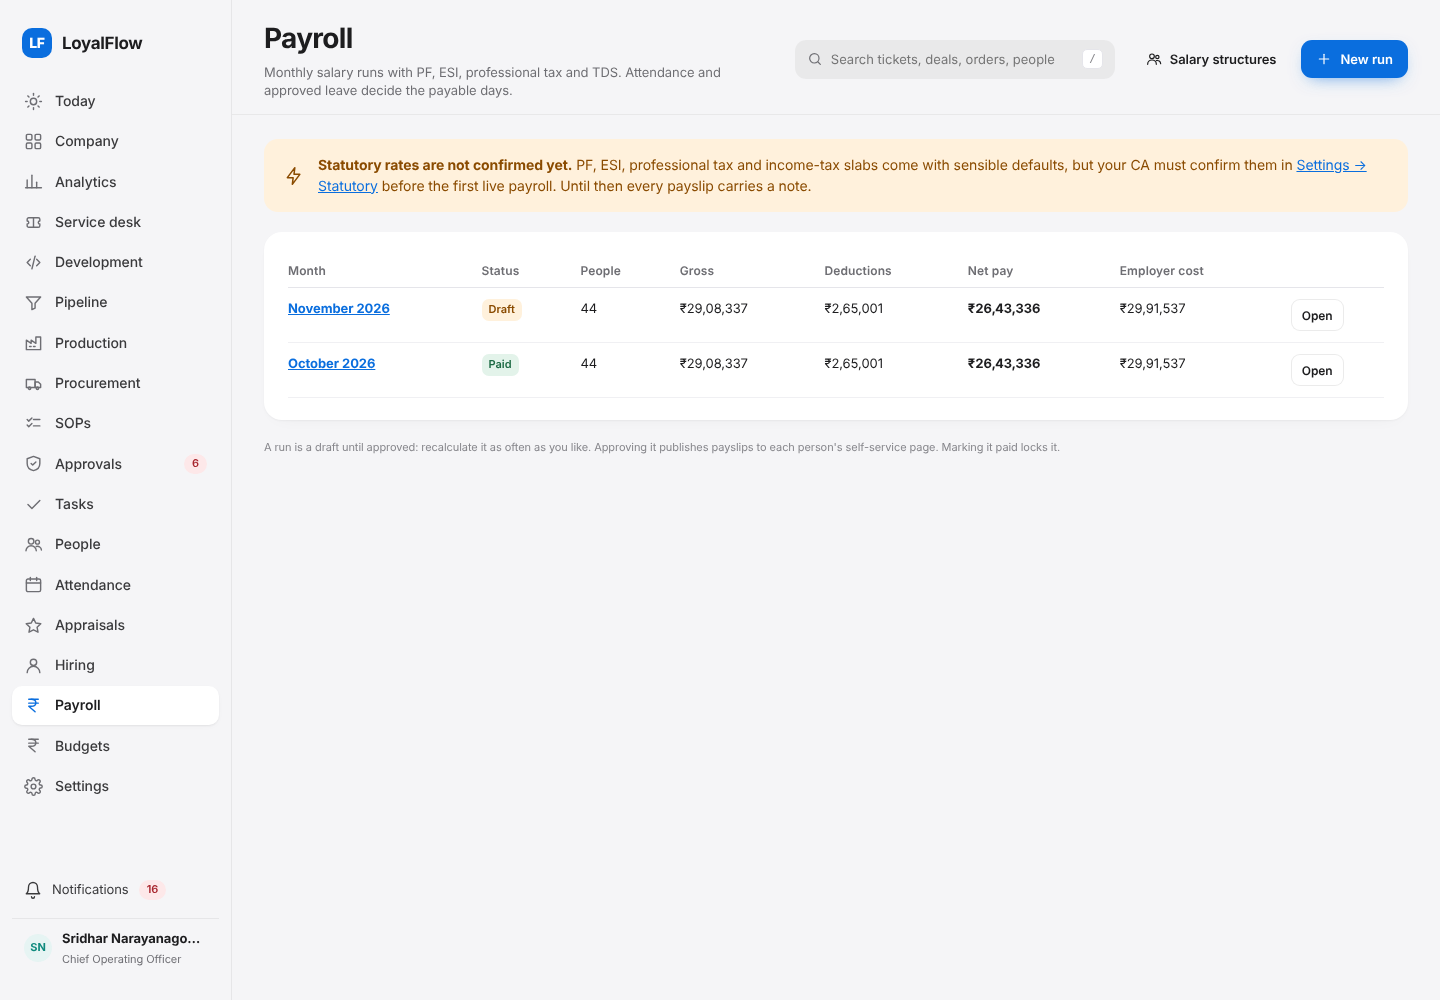 LF LoyalFlow
Today
Company
Analytics
Service desk
Development
Pipeline
Production
Procurement
SOPs
Approvals 6
Tasks
People
Attendance
Appraisals
Hiring
Payroll
Budgets
Settings
Notifications 16
SN Sridhar Narayanago...
Chief Operating Officer
Payroll
Monthly salary runs with PF, ESI, professional tax and TDS. Attendance and
approved leave decide the payable days.
Search tickets, deals, orders, people /
Salary structures
New run
Statutory rates are not confirmed yet. PF, ESI, professional tax and income-tax slabs come with sensible defaults, but your CA must confirm them in Settings →
Statutory before the first live payroll. Until then every payslip carries a note.
Month Status People Gross Deductions Net pay Employer cost
November 2026 Draft 44 ₹29,08,337 ₹2,65,001 ₹26,43,336 ₹29,91,537 Open
October 2026 Paid 44 ₹29,08,337 ₹2,65,001 ₹26,43,336 ₹29,91,537 Open
A run is a draft until approved: recalculate it as often as you like. Approving it publishes payslips to each person's self-service page. Marking it paid locks it.